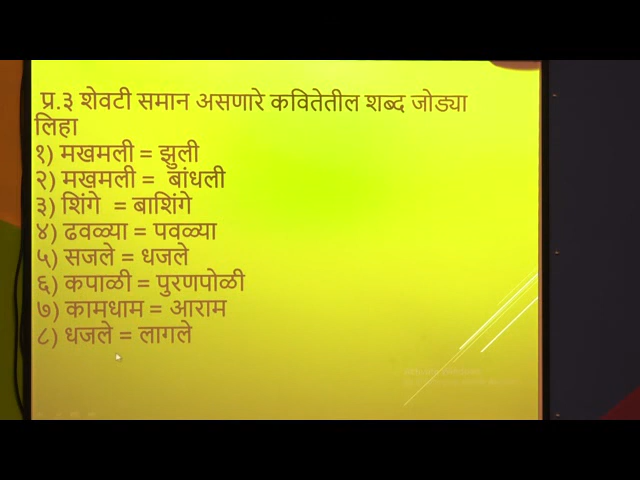 प्र.३ शेवटी समान असणारे कवितेतील शब्द जोड्या
लिहा
१) मखमली = झुली
२) मखमली = बांधली
३) शिंगे = बाशिंगे
४) ढवळ्या = पवळ्या
५) सजले = धजले
६) कपाळी = पुरणपोळी
७) कामधाम = आराम
८) धजले = लागले